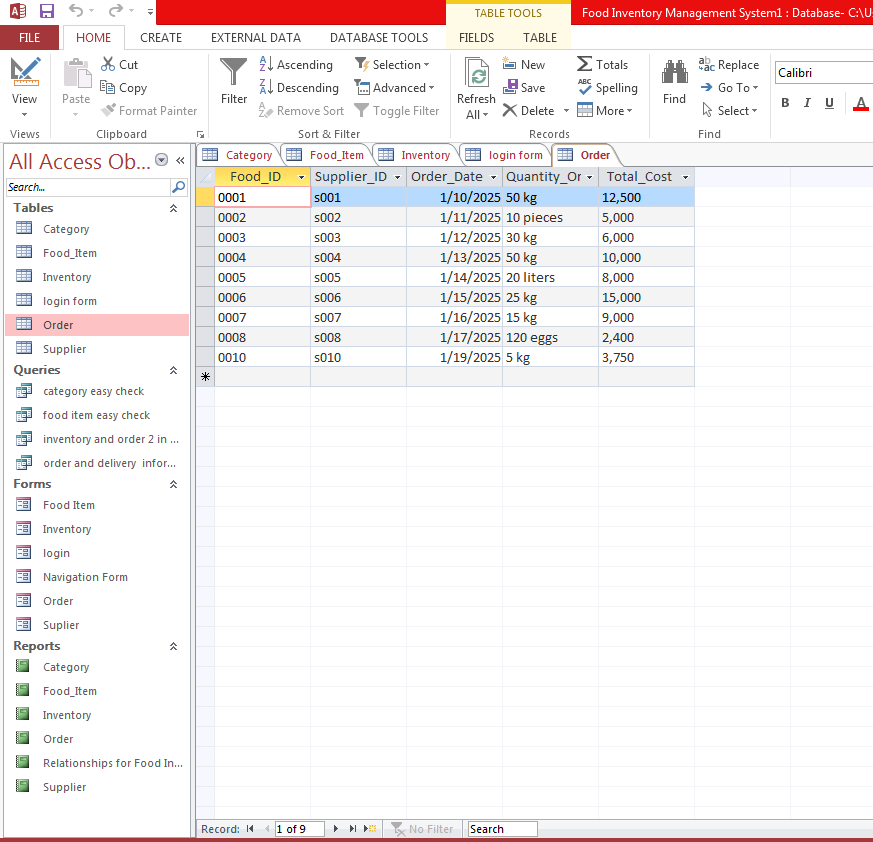 TABLE TOOLS
Food Inventory Management System1 : Database- C:\U
FILE HOME CREATE EXTERNAL DATA DATABASE TOOLS FIELDS TABLE
View
Views
Paste
Cut
Copy
Format Painter
Clipboard
Filter
Ascending
Descending
Remove Sort
Selection
Advanced
Toggle Filter
Sort & Filter
Refresh
All
New
Save
Delete
Totals
Spelling
More
Records
Find
Replace
Go To
Select
Find
Calibri
B I U A
All Access Ob...
Search...
Tables
Category
Food_Item
Inventory
login form
Order
Supplier
Queries
category easy check
food item easy check
inventory and order 2 in ...
order and delivery infor...
Forms
Food Item
Inventory
login
Navigation Form
Order
Suplier
Reports
Category
Food_Item
Inventory
Order
Relationships for Food In...
Supplier
Category Food_Item Inventory login form Order
Food_ID Supplier_ID Order_Date Quantity_Or Total_Cost
0001 s001 1/10/2025 50 kg 12,500
0002 s002 1/11/2025 10 pieces 5,000
0003 s003 1/12/2025 30 kg 6,000
0004 s004 1/13/2025 50 kg 10,000
0005 s005 1/14/2025 20 liters 8,000
0006 s006 1/15/2025 25 kg 15,000
0007 s007 1/16/2025 15 kg 9,000
0008 s008 1/17/2025 120 eggs 2,400
0010 s010 1/19/2025 5 kg 3,750
Record: 1 of 9 No Filter Search